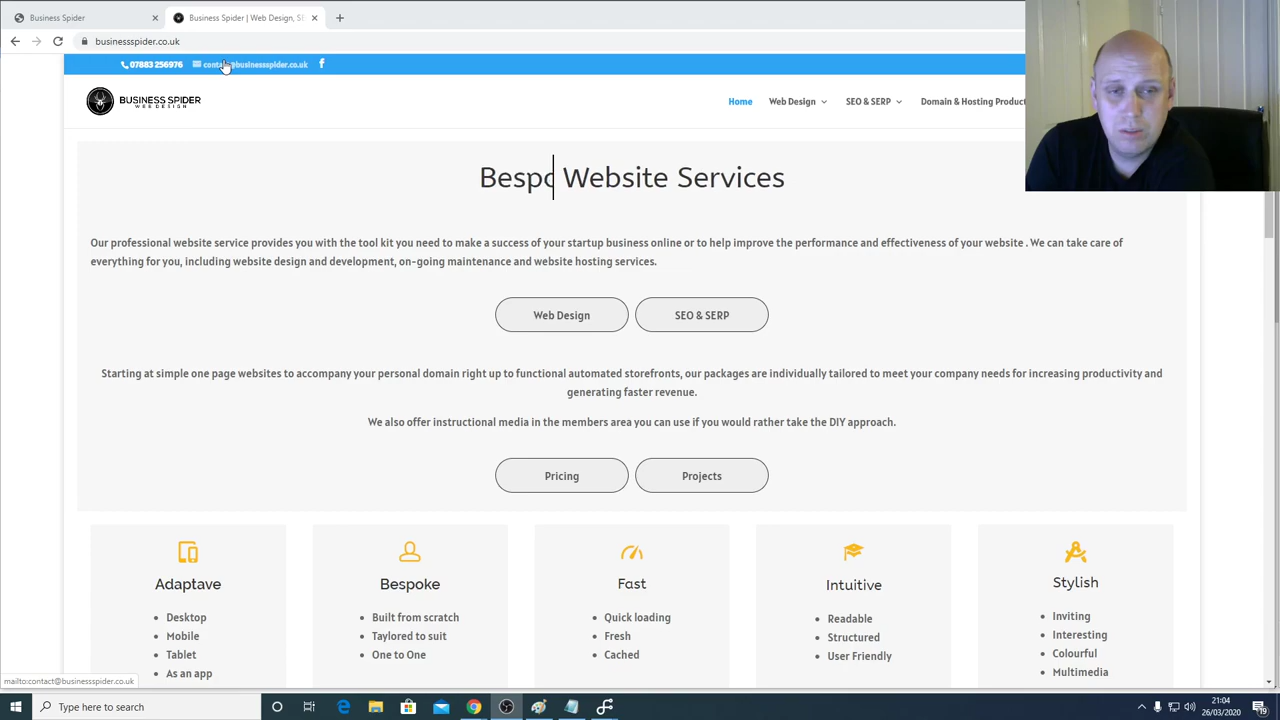 Business Spider
Business Spider | Web Design, SE
businessspider.co.uk
07883 256976 contact@businessspider.co.uk
BUSINESS SPIDER
WEB DESIGN
Home Web Design SEO & SERP Domain & Hosting Product
Bespo Website Services
Our professional website service provides you with the tool kit you need to make a success of your startup business online or to help improve the performance and effectiveness of your website . We can take care of
everything for you, including website design and development, on-going maintenance and website hosting services.
Web Design SEO & SERP
Starting at simple one page websites to accompany your personal domain right up to functional automated storefronts, our packages are individually tailored to meet your company needs for increasing productivity and
generating faster revenue.
We also offer instructional media in the members area you can use if you would rather take the DIY approach.
Pricing Projects
Adaptave
Desktop
Mobile
Tablet
As an app
Bespoke
Built from scratch
Taylored to suit
One to One
Fast
Quick loading
Fresh
Cached
Intuitive
Readable
Structured
User Friendly
Stylish
Inviting
Interesting
Colourful
Multimedia
mailto:contact@businessspider.co.uk
Type here to search
21:04
26/03/2020
19